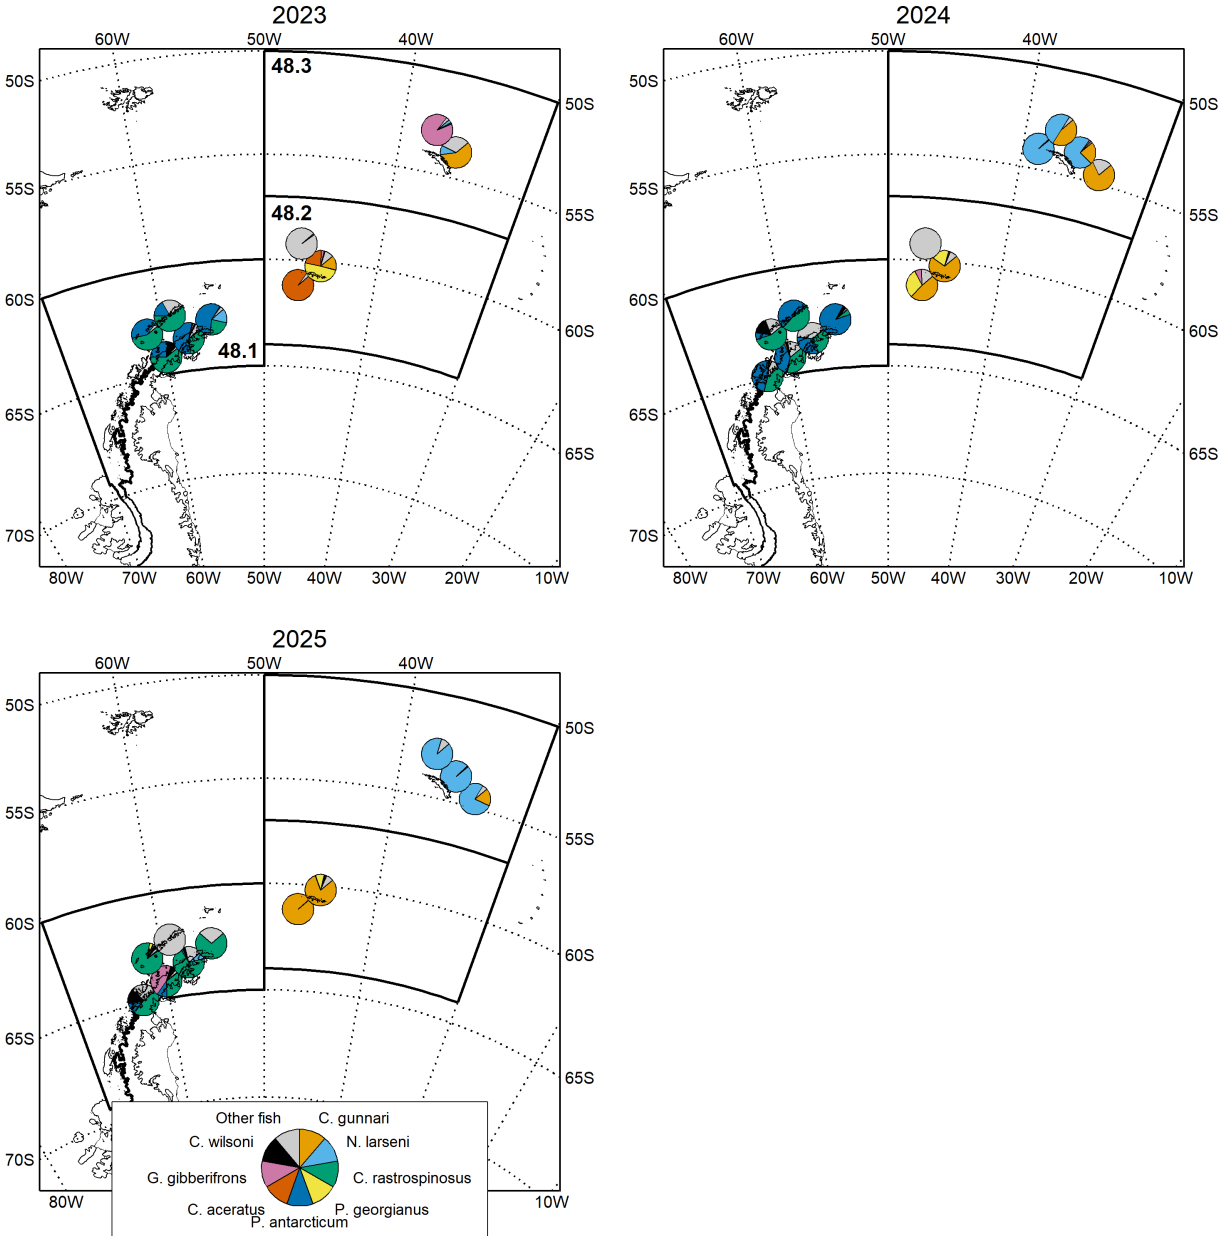 2023
60W 50W 40W
50S
48.3
50S
55S
55S
48.2
60S
60S
48.1
65S
65S
70S
80W 70W 60W 50W 40W 30W 20W 10W
2024
60W 50W 40W
50S
50S
55S
55S
60S
60S
65S
65S
70S
80W 70W 60W 50W 40W 30W 20W 10W
2025
60W 50W 40W
50S
50S
55S
55S
60S
60S
65S
65S
70S
80W 10W
Other fish C. gunnari
C. wilsoni N. larseni
G. gibberifrons C. rastrospinosus
C. aceratus P. georgianus
P. antarcticum